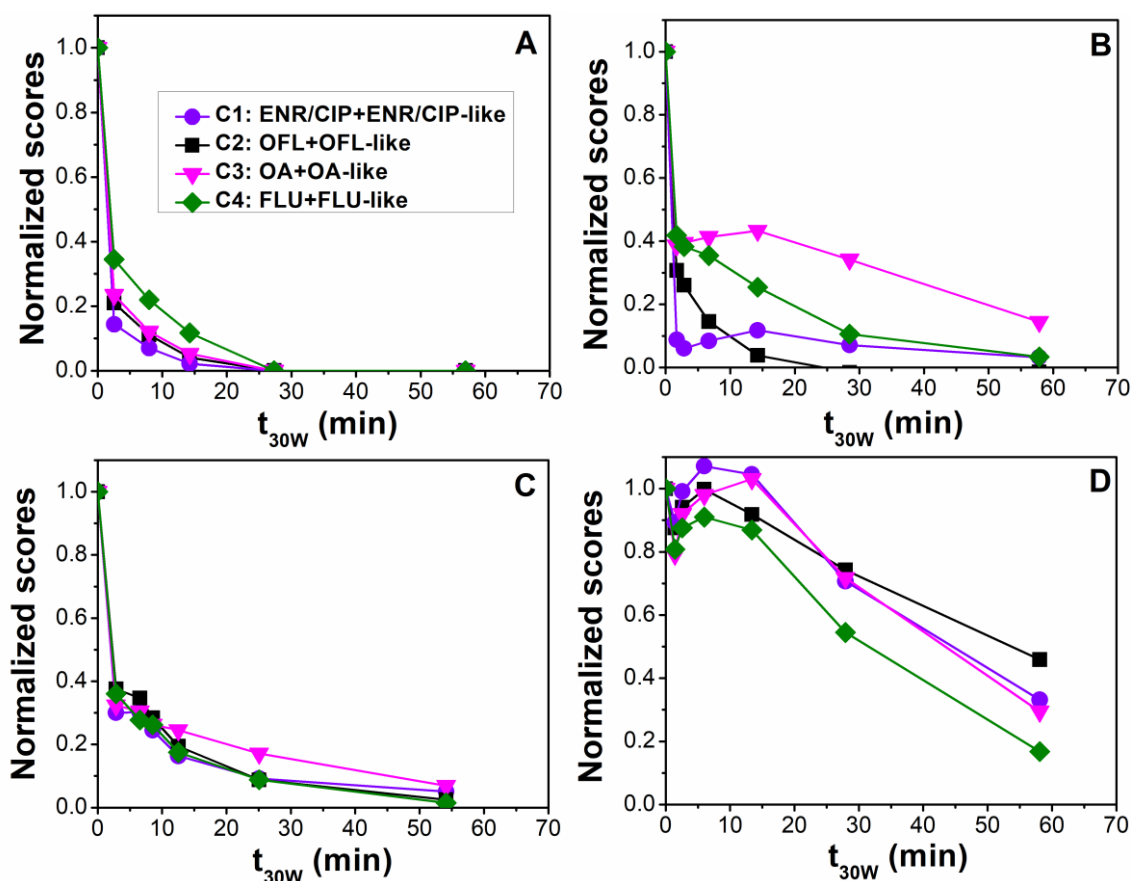 A
Normalized scores
1.0
0.8
0.6
0.4
0.2
0.0
C1: ENR/CIP+ENR/CIP-like
C2: OFL+OFL-like
C3: OA+OA-like
C4: FLU+FLU-like
0 10 20 30 40 50 60 70
t30W (min)
B
Normalized scores
1.0
0.8
0.6
0.4
0.2
0.0
0 10 20 30 40 50 60 70
t30W (min)
C
Normalized scores
1.0
0.8
0.6
0.4
0.2
0.0
0 10 20 30 40 50 60 70
t30W (min)
D
Normalized scores
1.0
0.8
0.6
0.4
0.2
0.0
0 10 20 30 40 50 60 70
t30W (min)